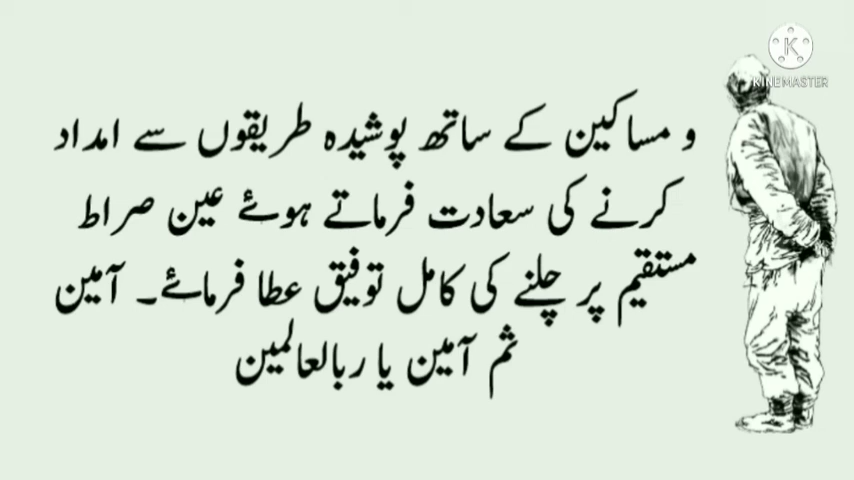 KINEMASTER
و مساکین کے ساتھ پوشیدہ طریقوں سے امداد
کرنے کی سعادت فرماتے ہوئے عین صراط
مستقیم پر چلنے کی کامل توفیق عطا فرمائے۔ آمین
ثم آمین یا ربالعالمین